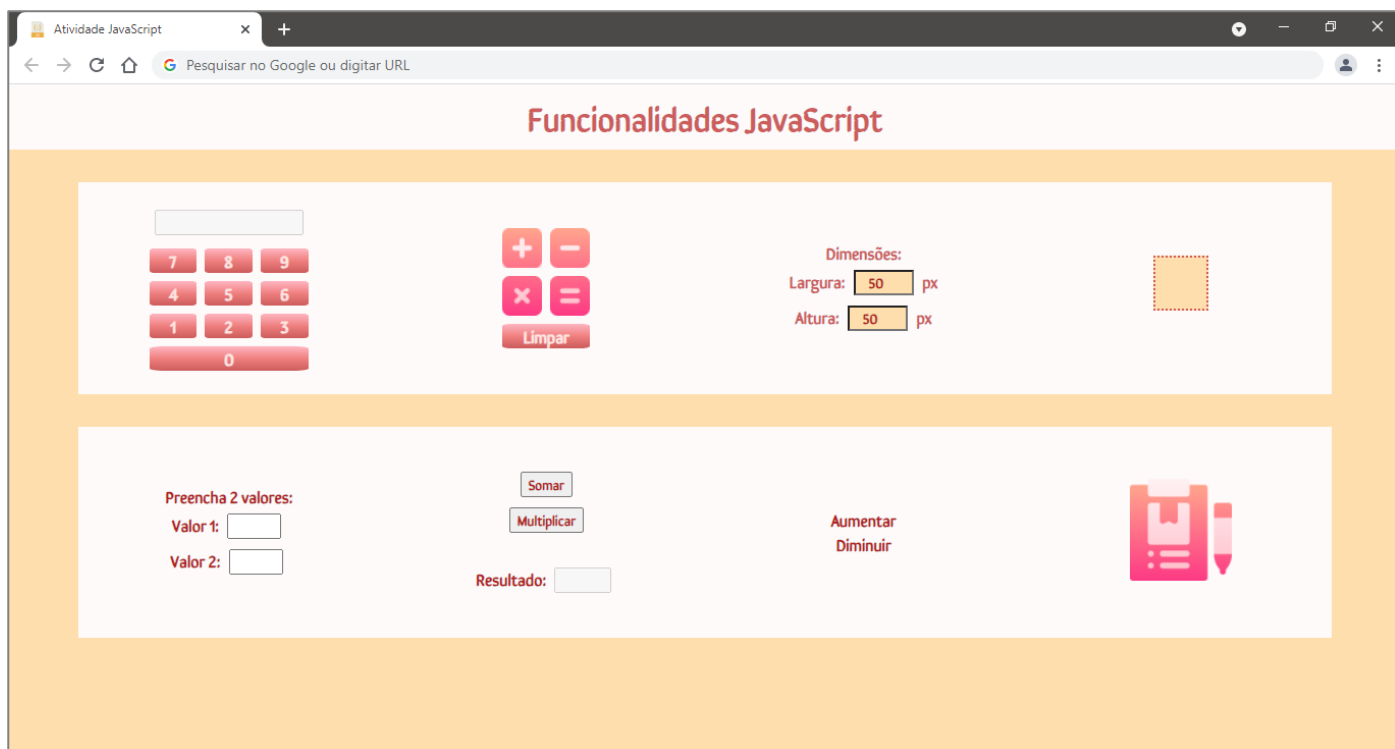 Atividade JavaScript
Pesquisar no Google ou digitar URL
Funcionalidades JavaScript
7 8 9
4 5 6
1 2 3
0
+ −
× =
Limpar
Dimensões:
Largura: 50 px
Altura: 50 px
Preencha 2 valores:
Valor 1:
Valor 2:
Somar
Multiplicar
Resultado:
Aumentar
Diminuir